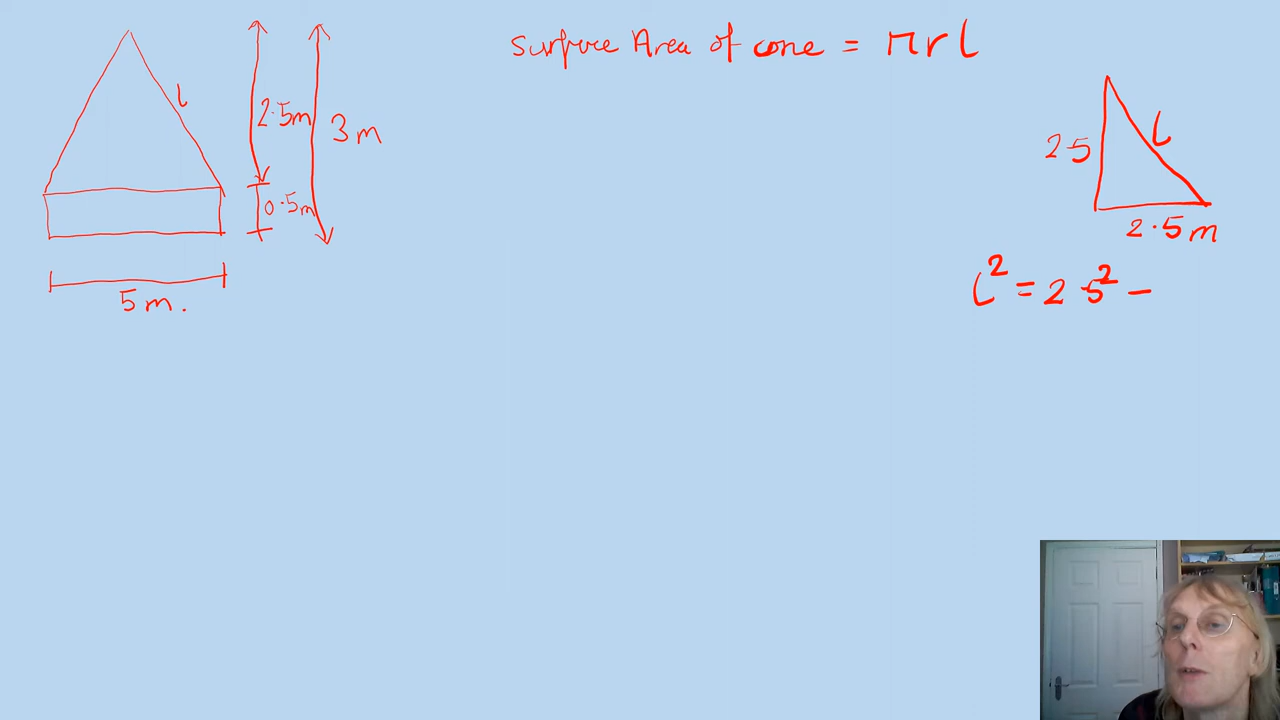 Surface Area of cone = πrl
l
2.5m
3m
0.5m
5m.
2.5
l
2.5m
l² = 2.5² –